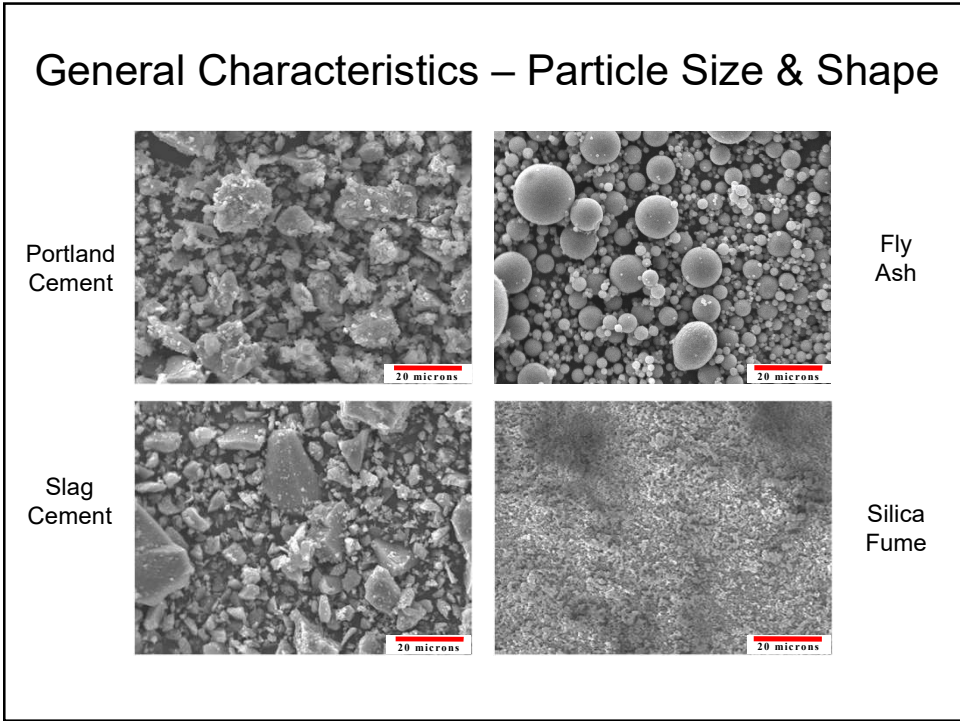 General Characteristics – Particle Size & Shape
Portland
Cement
20 microns
20 microns
Fly
Ash
Slag
Cement
20 microns
20 microns
Silica
Fume